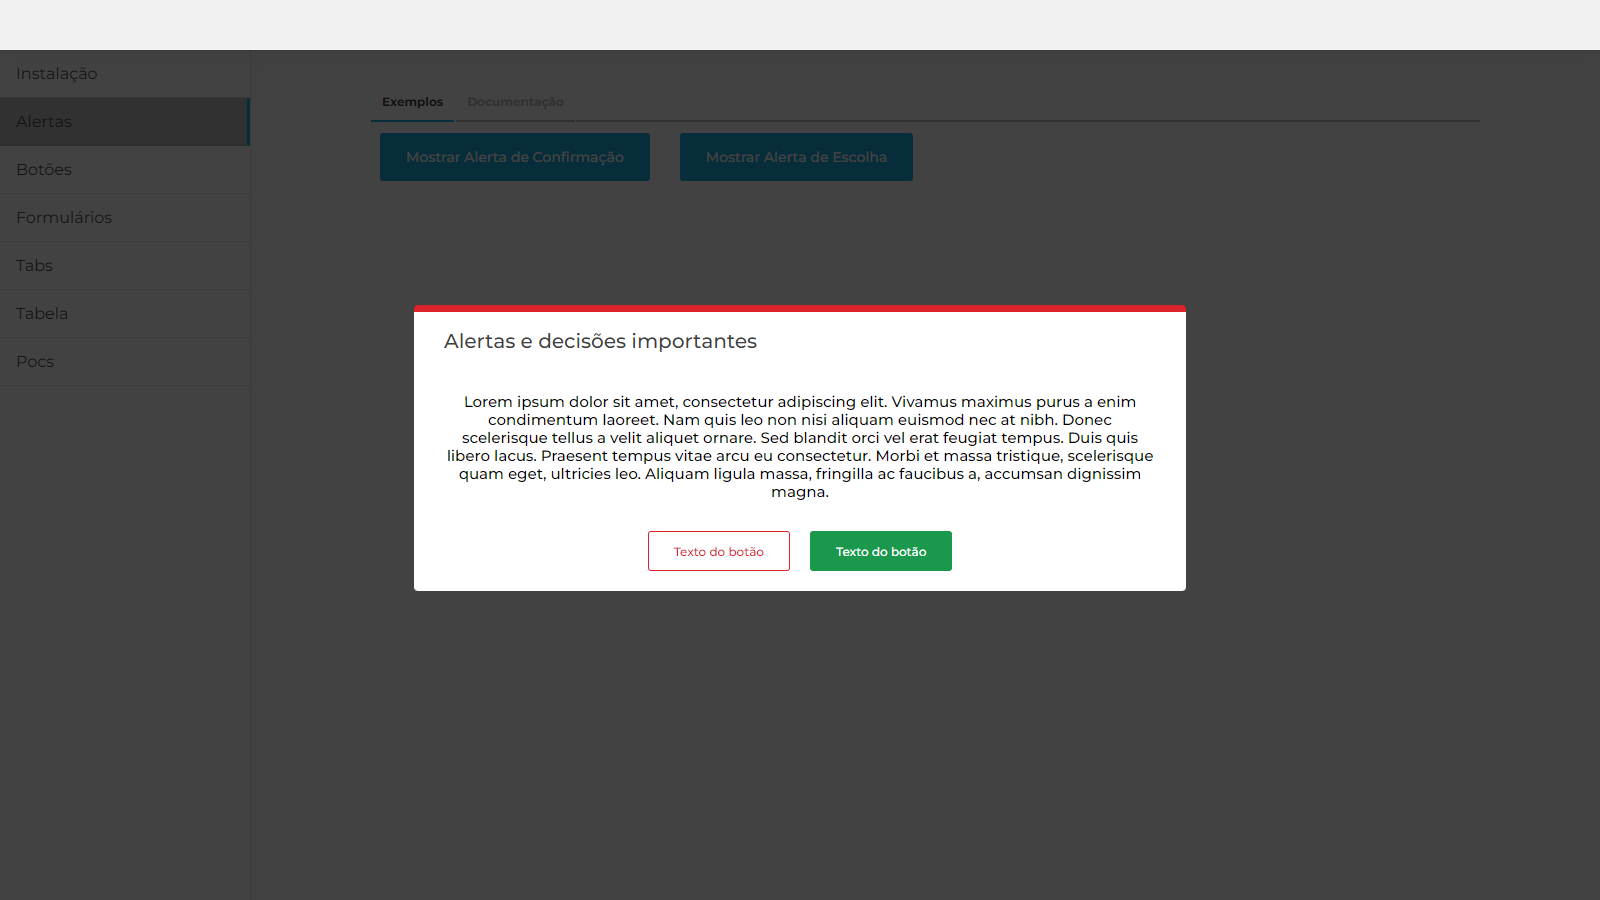 Instalação
Alertas
Botões
Formulários
Tabs
Tabela
Pocs
Exemplos
Documentação
Mostrar Alerta de Confirmação
Mostrar Alerta de Escolha
Alertas e decisões importantes
Lorem ipsum dolor sit amet, consectetur adipiscing elit. Vivamus maximus purus a enim
condimentum laoreet. Nam quis leo non nisi aliquam euismod nec at nibh. Donec
scelerisque tellus a velit aliquet ornare. Sed blandit orci vel erat feugiat tempus. Duis quis
libero lacus. Praesent tempus vitae arcu eu consectetur. Morbi et massa tristique, scelerisque
quam eget, ultricies leo. Aliquam ligula massa, fringilla ac faucibus a, accumsan dignissim
magna.
Texto do botão
Texto do botão